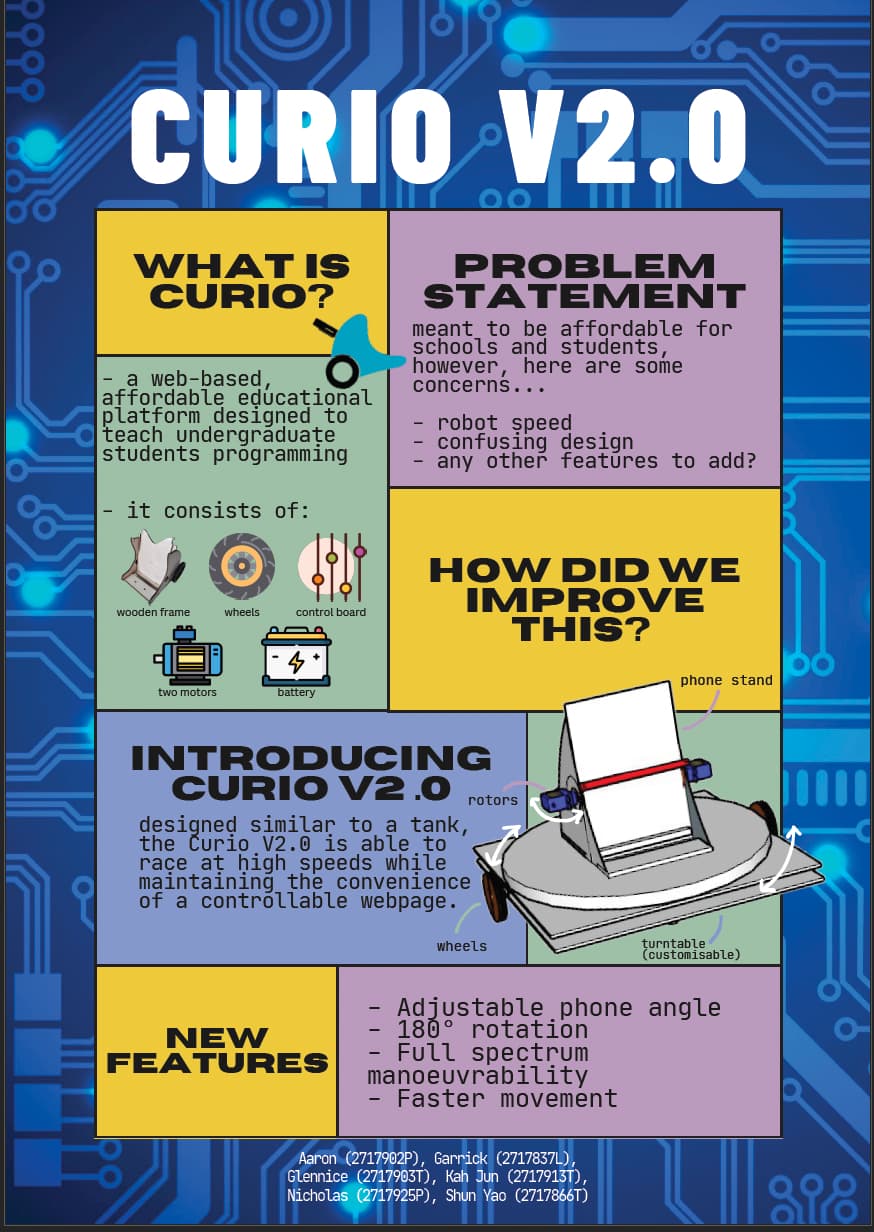 CURIO V2.0
WHAT IS
CURIO?
- a web-based,
affordable educational
platform designed to
teach undergraduate
students programming
- it consists of:
wooden frame
wheels
control board
two motors
battery
PROBLEM
STATEMENT
meant to be affordable for
schools and students,
however, here are some
concerns...
- robot speed
- confusing design
- any other features to add?
HOW DID WE
IMPROVE
THIS?
INTRODUCING
CURIO V2.0
designed similar to a tank,
the Curio V2.0 is able to
race at high speeds while
maintaining the convenience
of a controllable webpage.
phone stand
rotors
wheels
turntable
(customisable)
NEW
FEATURES
- Adjustable phone angle
- 180° rotation
- Full spectrum
manoeuvrability
- Faster movement
Aaron (2717902P), Garrick (2717837L),
Glennice (2717903T), Kah Jun (2717913T),
Nicholas (2717925P), Shun Yao (2717866T)